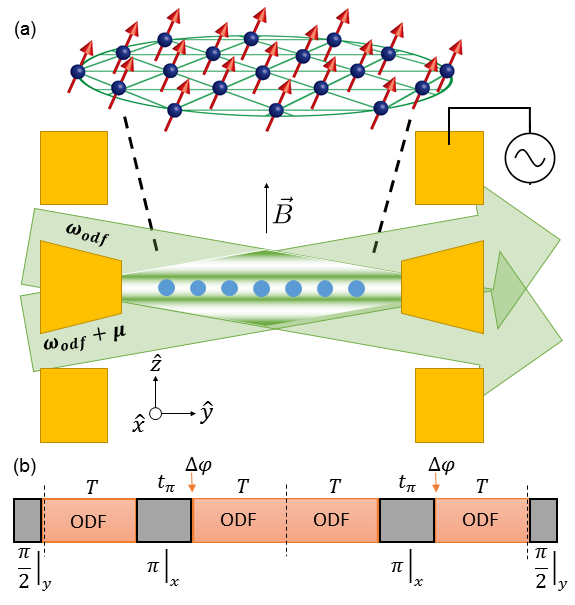 (a)
B⃗
ω_odf
ω_odf + μ
ẑ
x̂
ŷ
(b)
Δφ Δφ
T t_π T T t_π T
ODF ODF ODF ODF
π/2|_y π|_x π|_x π/2|_y